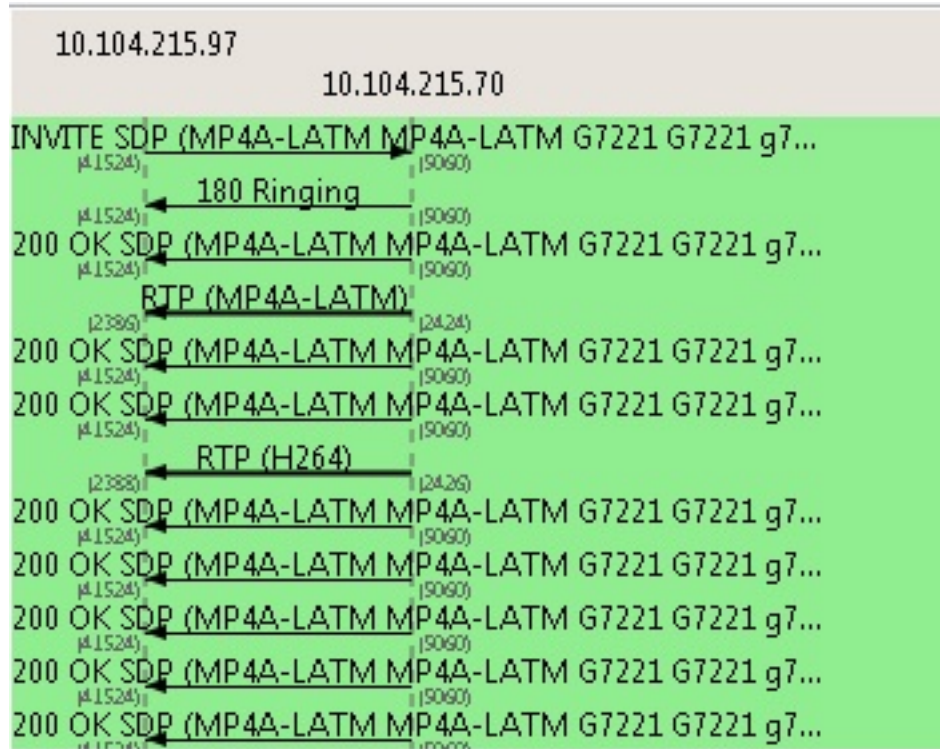 10.104.215.97
10.104.215.70
INVITE SDP (MP4A-LATM MP4A-LATM G7221 G7221 g7...
(41524) (5060)
180 Ringing
(41524) (5060)
200 OK SDP (MP4A-LATM MP4A-LATM G7221 G7221 g7...
(41524) (5060)
RTP (MP4A-LATM)
(2386) (2424)
200 OK SDP (MP4A-LATM MP4A-LATM G7221 G7221 g7...
(41524) (5060)
200 OK SDP (MP4A-LATM MP4A-LATM G7221 G7221 g7...
(41524) (5060)
RTP (H264)
(2388) (2426)
200 OK SDP (MP4A-LATM MP4A-LATM G7221 G7221 g7...
(41524) (5060)
200 OK SDP (MP4A-LATM MP4A-LATM G7221 G7221 g7...
(41524) (5060)
200 OK SDP (MP4A-LATM MP4A-LATM G7221 G7221 g7...
(41524) (5060)
200 OK SDP (MP4A-LATM MP4A-LATM G7221 G7221 g7...
(41524) (5060)
200 OK SDP (MP4A-LATM MP4A-LATM G7221 G7221 g7...